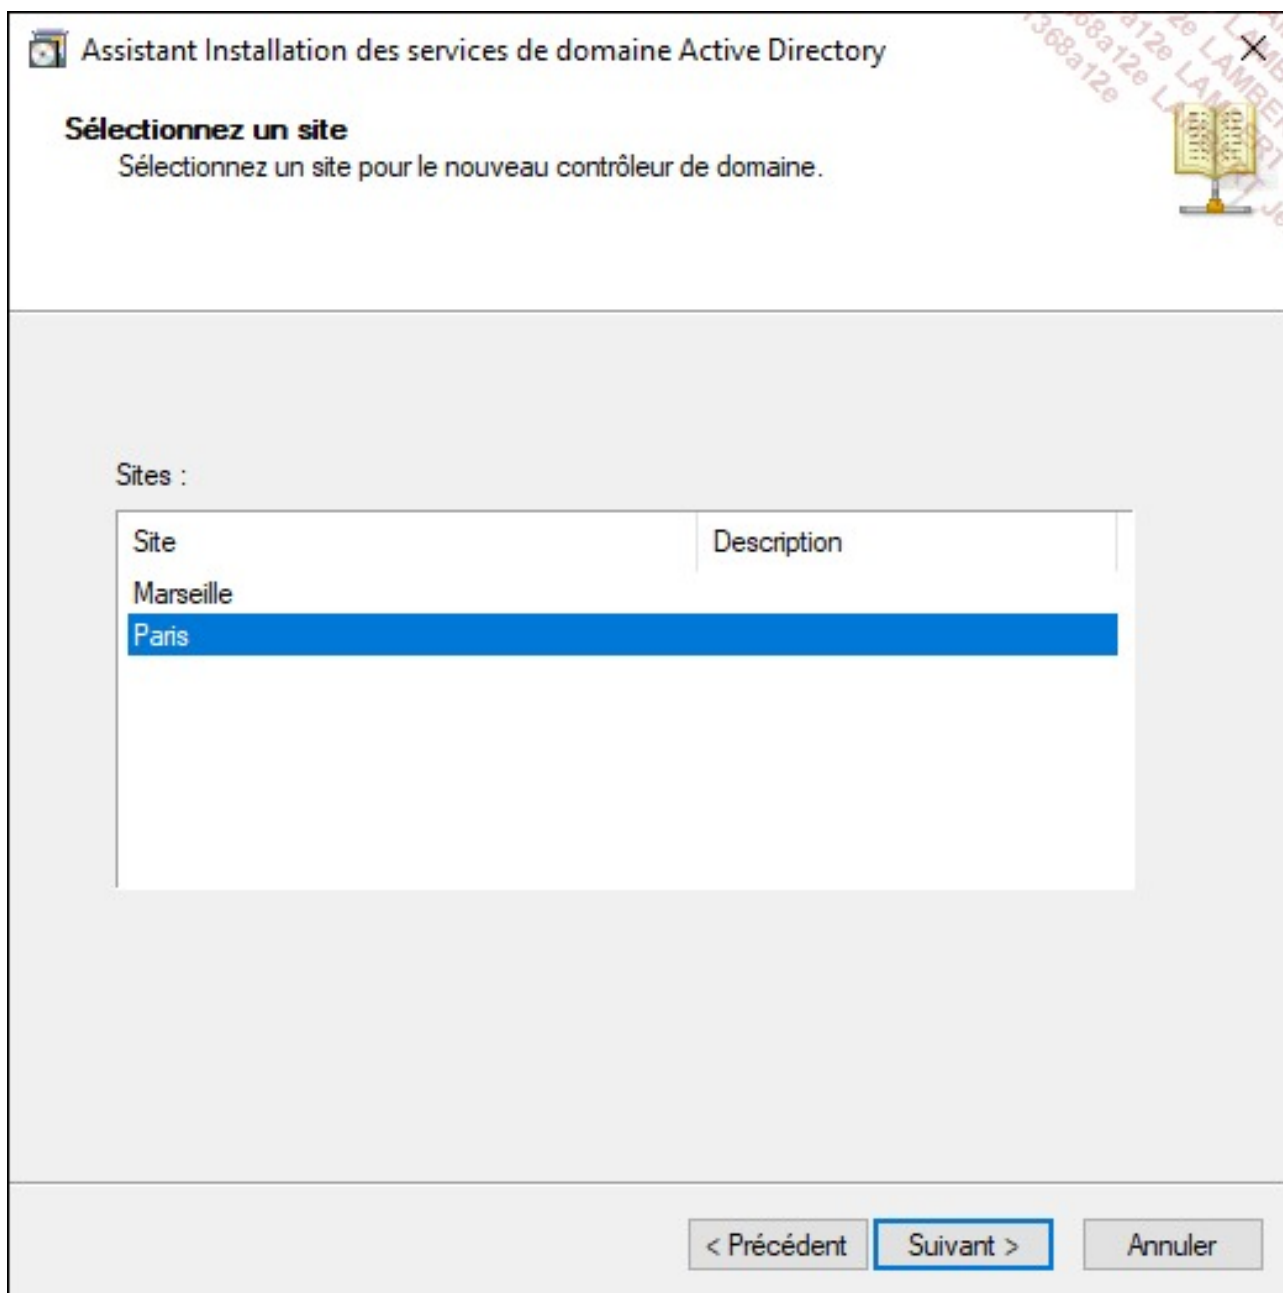 Assistant Installation des services de domaine Active Directory
Sélectionnez un site
Sélectionnez un site pour le nouveau contrôleur de domaine.
Sites :
Site Description
Marseille
Paris
< Précédent Suivant > Annuler